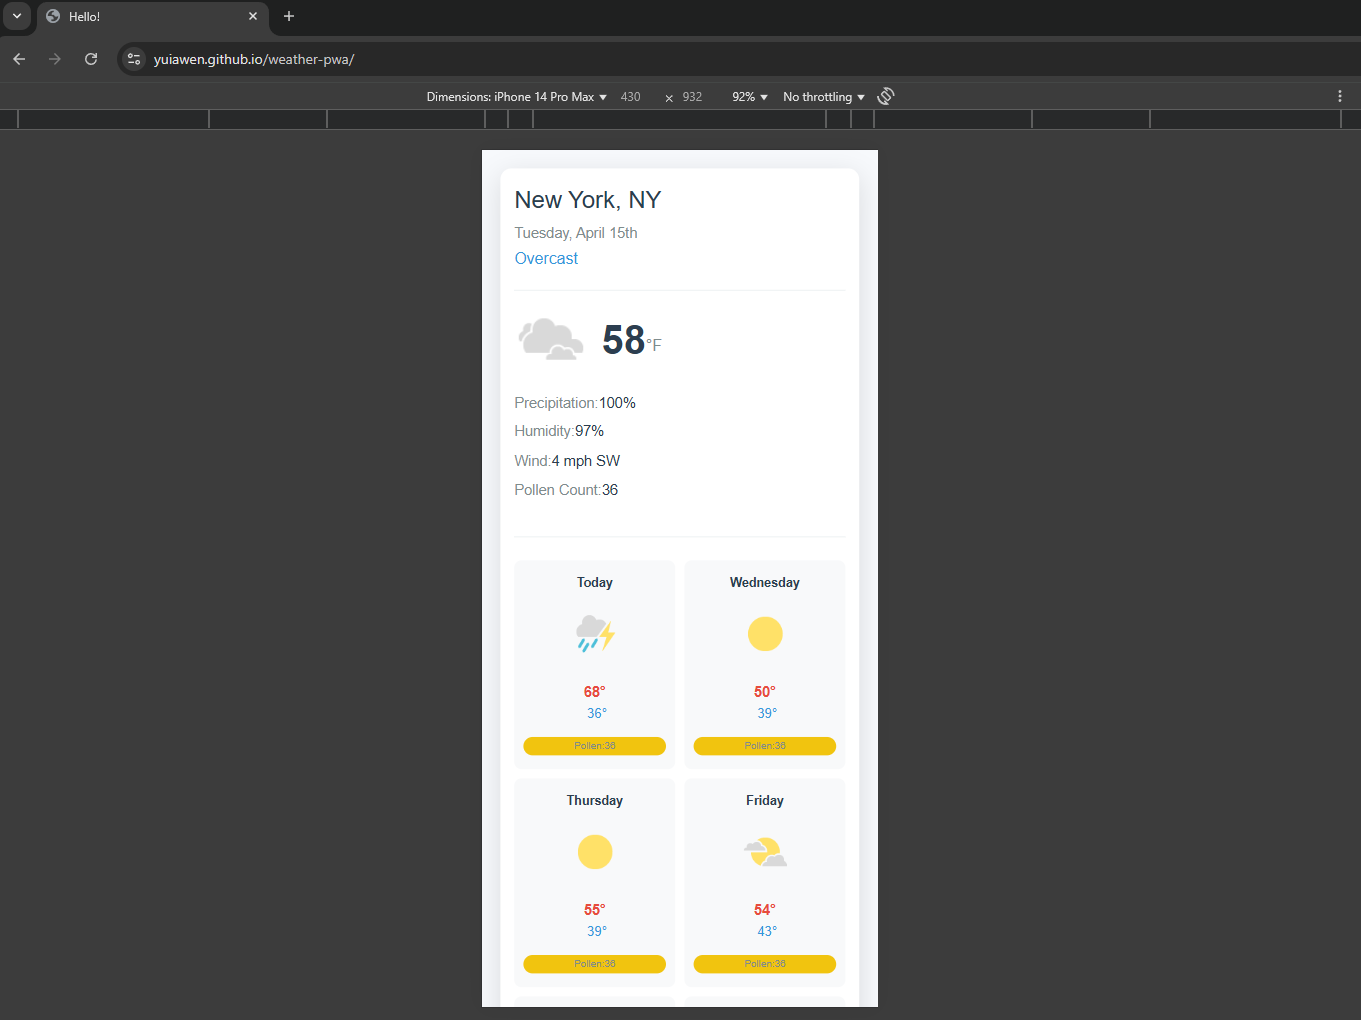 Hello!
yuiawen.github.io/weather-pwa/
Dimensions: iPhone 14 Pro Max 430 × 932 92% No throttling
New York, NY
Tuesday, April 15th
Overcast
58°F
Precipitation:100%
Humidity:97%
Wind:4 mph SW
Pollen Count:36
Today Wednesday
68° 50°
36° 39°
Pollen:36 Pollen:36
Thursday Friday
55° 54°
39° 43°
Pollen:36 Pollen:36